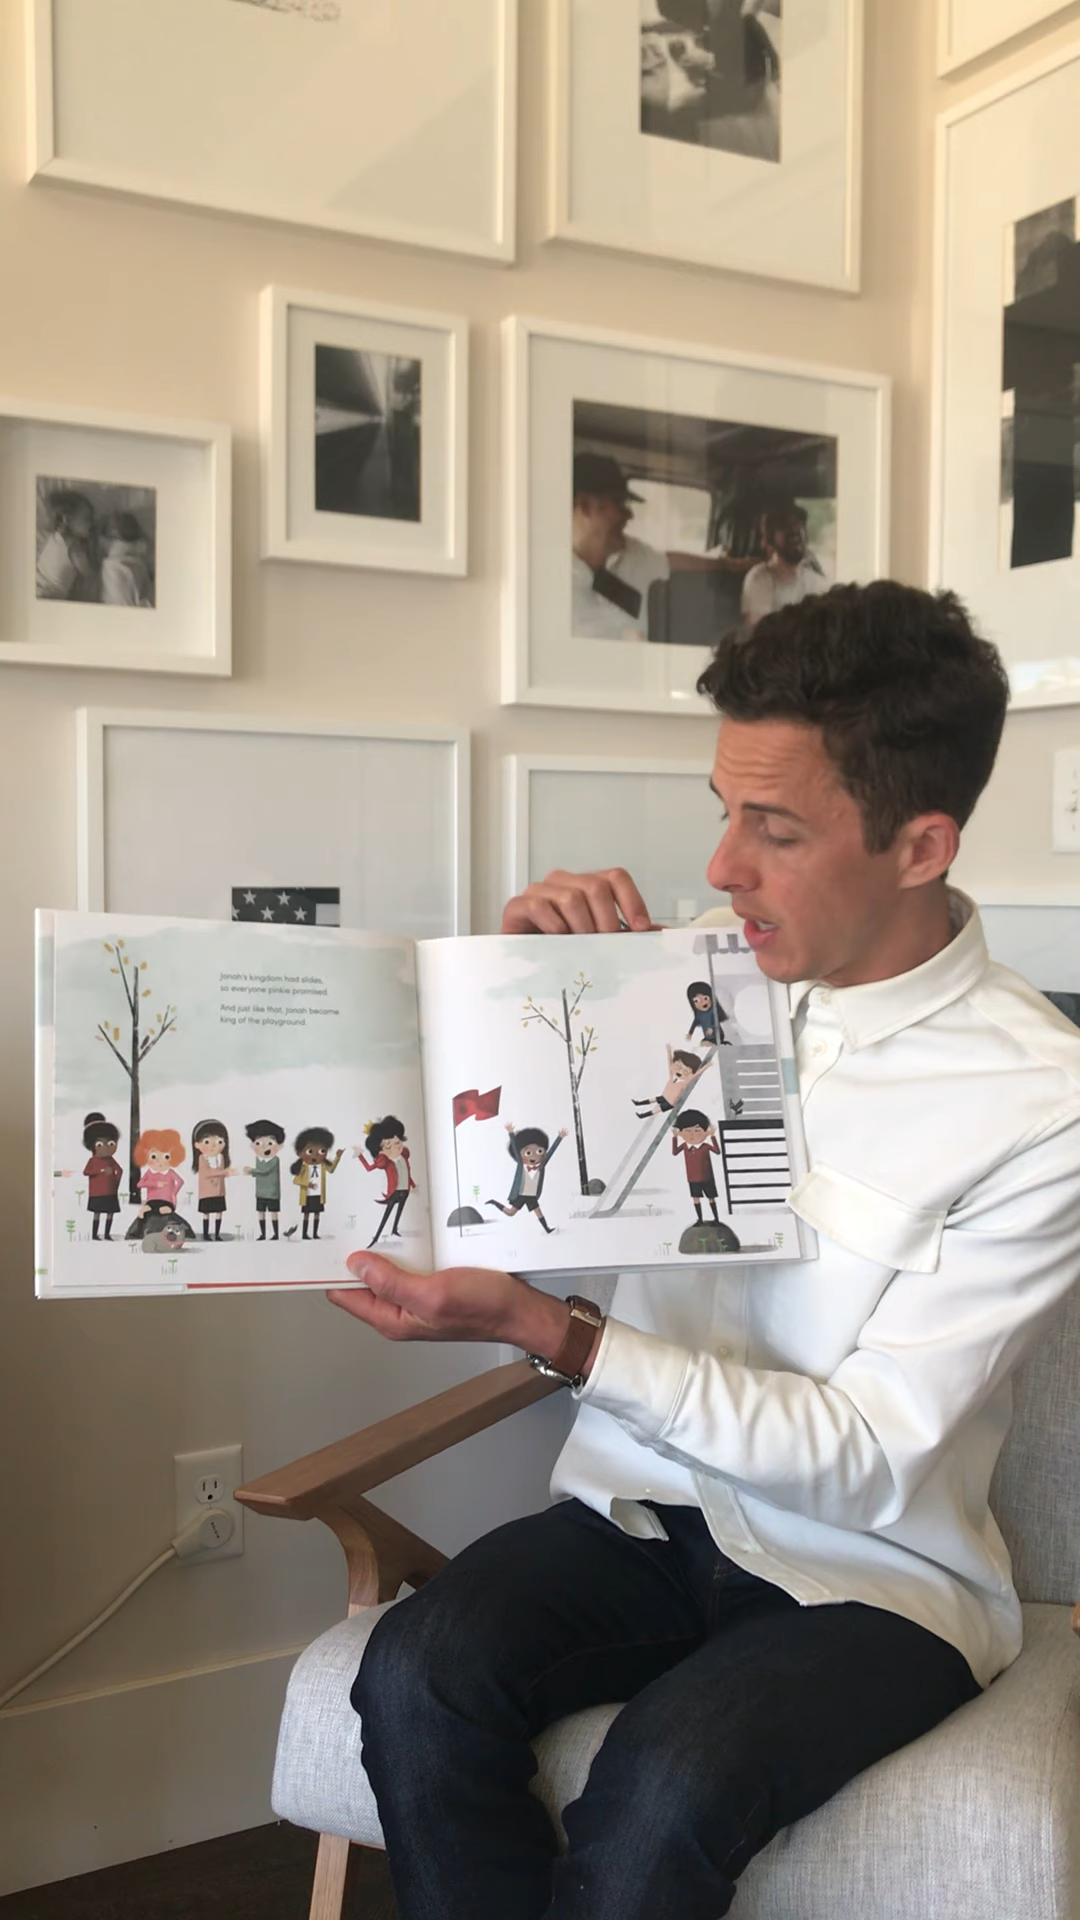 Jonah's kingdom had slides,
so everyone pinkie promised.
And just like that, Jonah became
king of the playground.